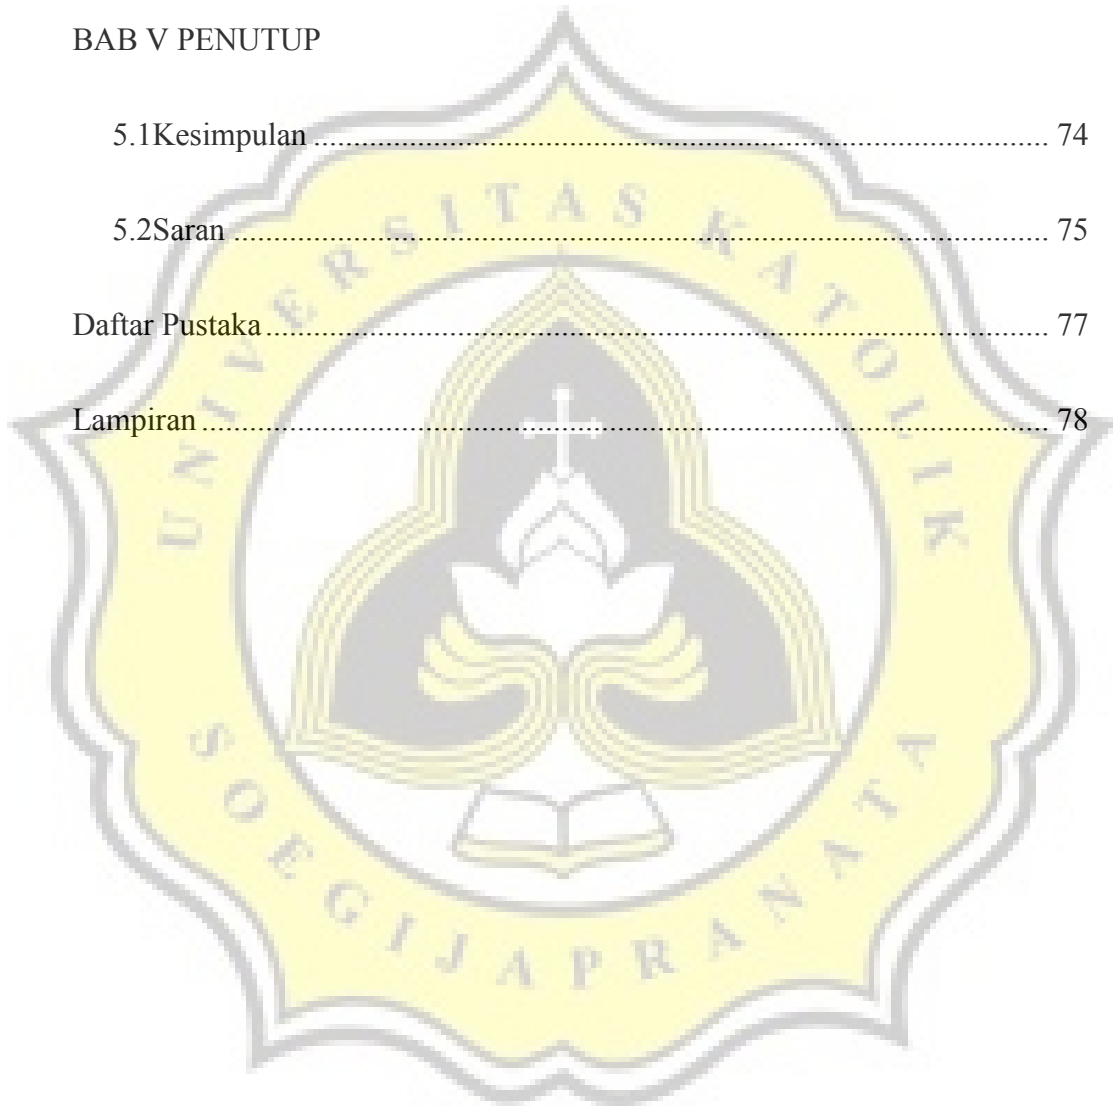 BAB V PENUTUP
5.1Kesimpulan ........................................................................................... 74
5.2Saran ..................................................................................................... 75
Daftar Pustaka ................................................................................................. 77
Lampiran ......................................................................................................... 78
UNIVERSITAS KATOLIK
SOEGIJAPRANATA